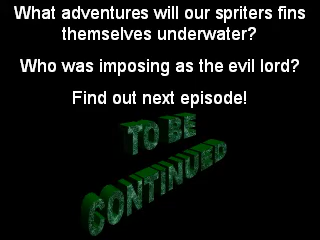 What adventures will our spriters fins
themselves underwater?
Who was imposing as the evil lord?
Find out next episode!
TO BE
CONTINUED